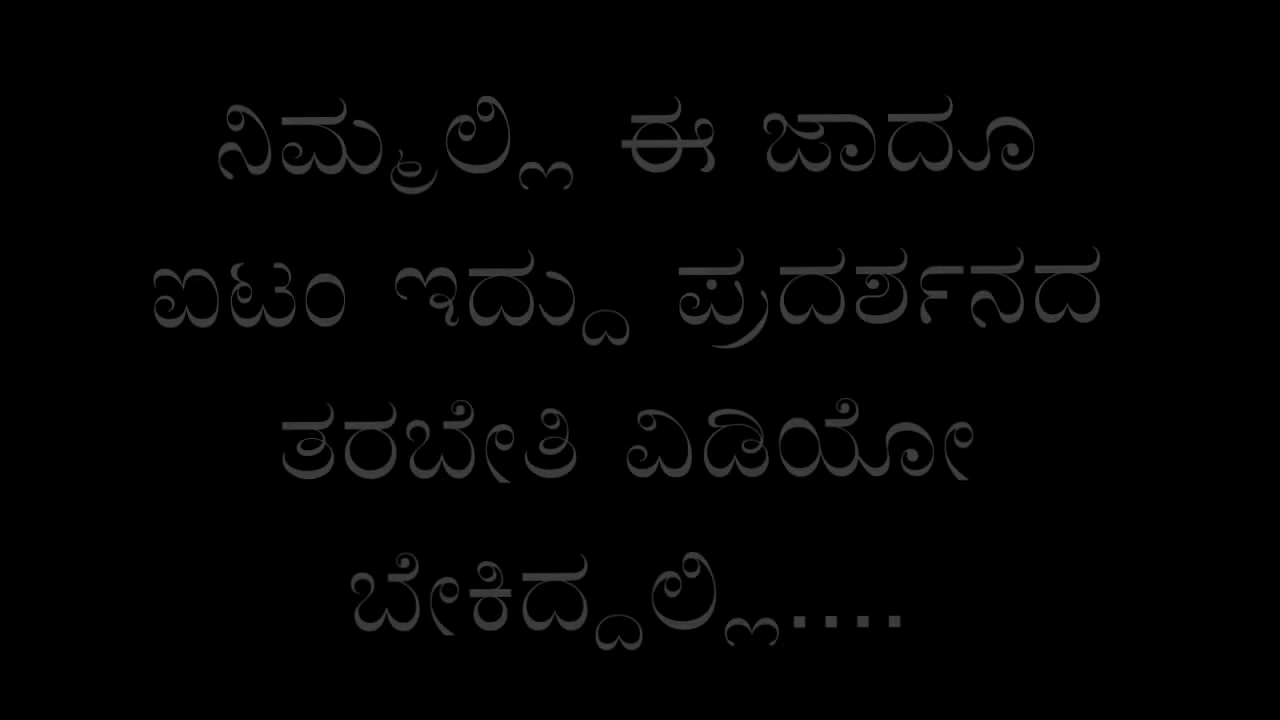 ನಿಮ್ಮಲ್ಲಿ ಈ ಜಾದೂ
ಐಟಂ ಇದ್ದು ಪ್ರದರ್ಶನದ
ತರಬೇತಿ ವಿಡಿಯೋ
ಬೇಕಿದ್ದಲ್ಲಿ....